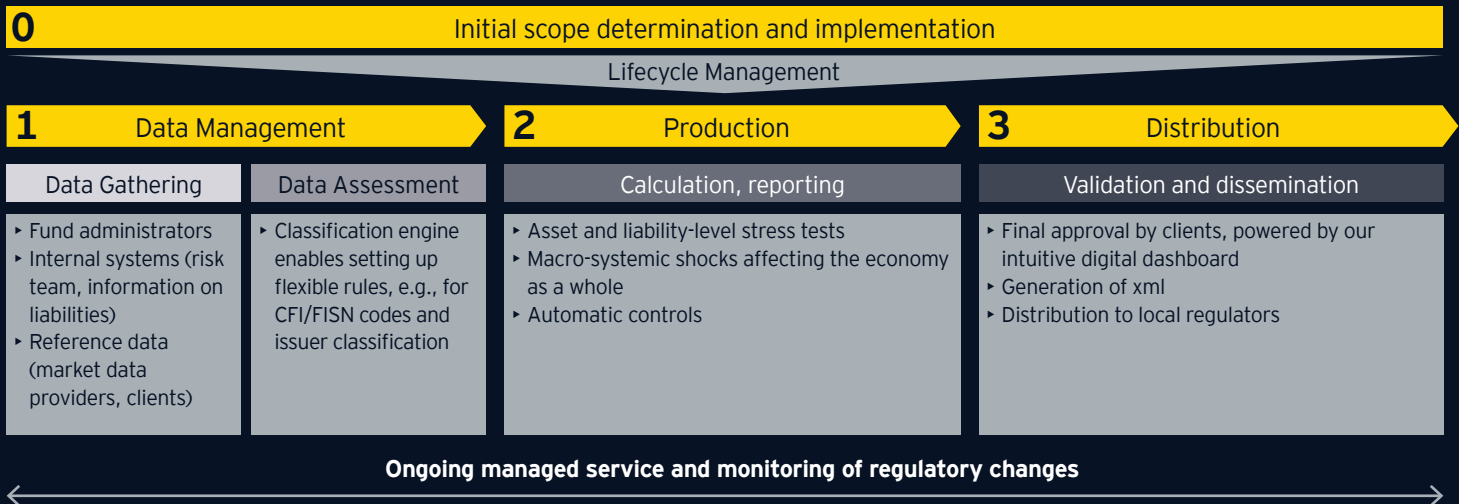 0 Initial scope determination and implementation
Lifecycle Management
1 Data Management
2 Production
3 Distribution
Data Gathering
Data Assessment
Calculation, reporting
Validation and dissemination
‣ Fund administrators
‣ Internal systems (risk
team, information on
liabilities)
‣ Reference data
(market data
providers, clients)
‣ Classification engine
enables setting up
flexible rules, e.g., for
CFI/FISN codes and
issuer classification
‣ Asset and liability-level stress tests
‣ Macro-systemic shocks affecting the economy
as a whole
‣ Automatic controls
‣ Final approval by clients, powered by our
intuitive digital dashboard
‣ Generation of xml
‣ Distribution to local regulators
Ongoing managed service and monitoring of regulatory changes